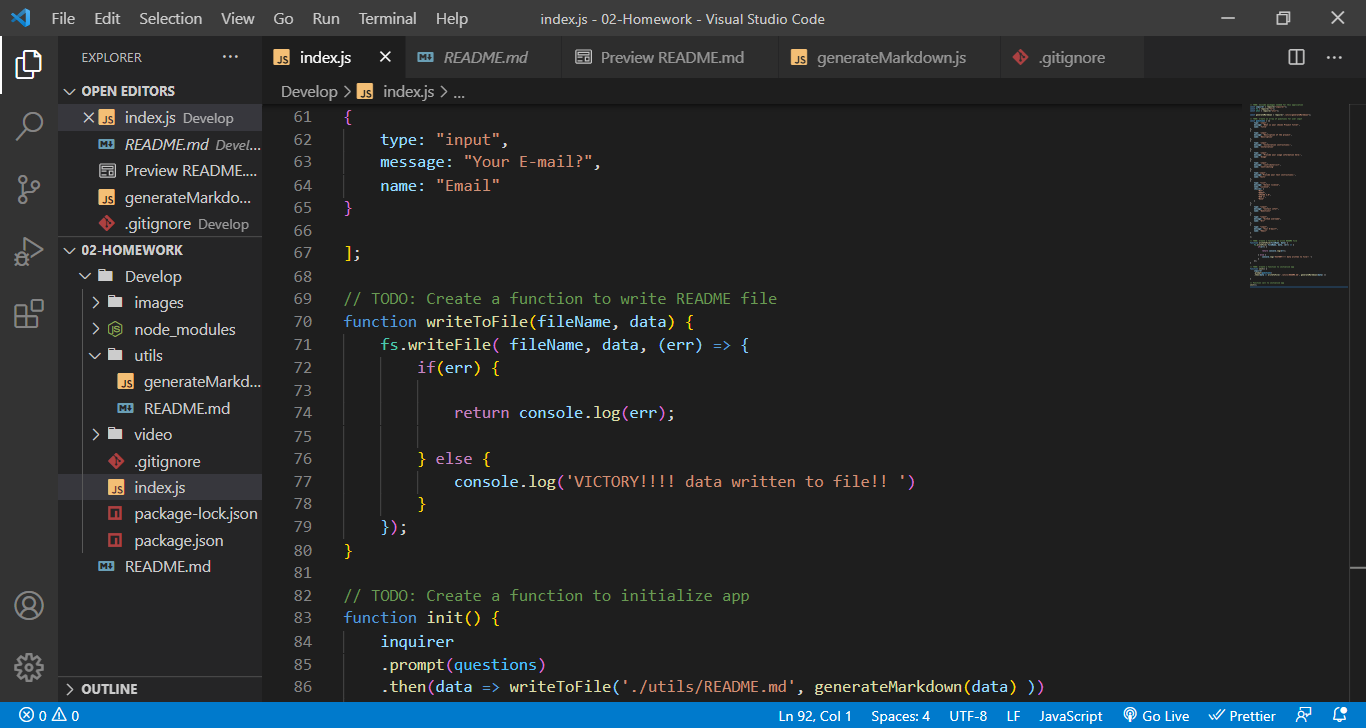 File Edit Selection View Go Run Terminal Help index.js - 02-Homework - Visual Studio Code
EXPLORER ...
index.js
README.md
Preview README.md
generateMarkdown.js
.gitignore
Develop > index.js > ...
OPEN EDITORS
index.js Develop
README.md Devel...
Preview README....
generateMarkdo...
.gitignore Develop
02-HOMEWORK
Develop
images
node_modules
utils
generateMarkd...
README.md
video
.gitignore
index.js
package-lock.json
package.json
README.md
OUTLINE
61 {
62 type: "input",
63 message: "Your E-mail?",
64 name: "Email"
65 }
66
67 ];
68
69 // TODO: Create a function to write README file
70 function writeToFile(fileName, data) {
71 fs.writeFile( fileName, data, (err) => {
72 if(err) {
73
74 return console.log(err);
75
76 } else {
77 console.log('VICTORY!!!! data written to file!! ')
78 }
79 });
80 }
81
82 // TODO: Create a function to initialize app
83 function init() {
84 inquirer
85 .prompt(questions)
86 .then(data => writeToFile('./utils/README.md', generateMarkdown(data) ))
0 0 Ln 92, Col 1 Spaces: 4 UTF-8 LF JavaScript Go Live Prettier